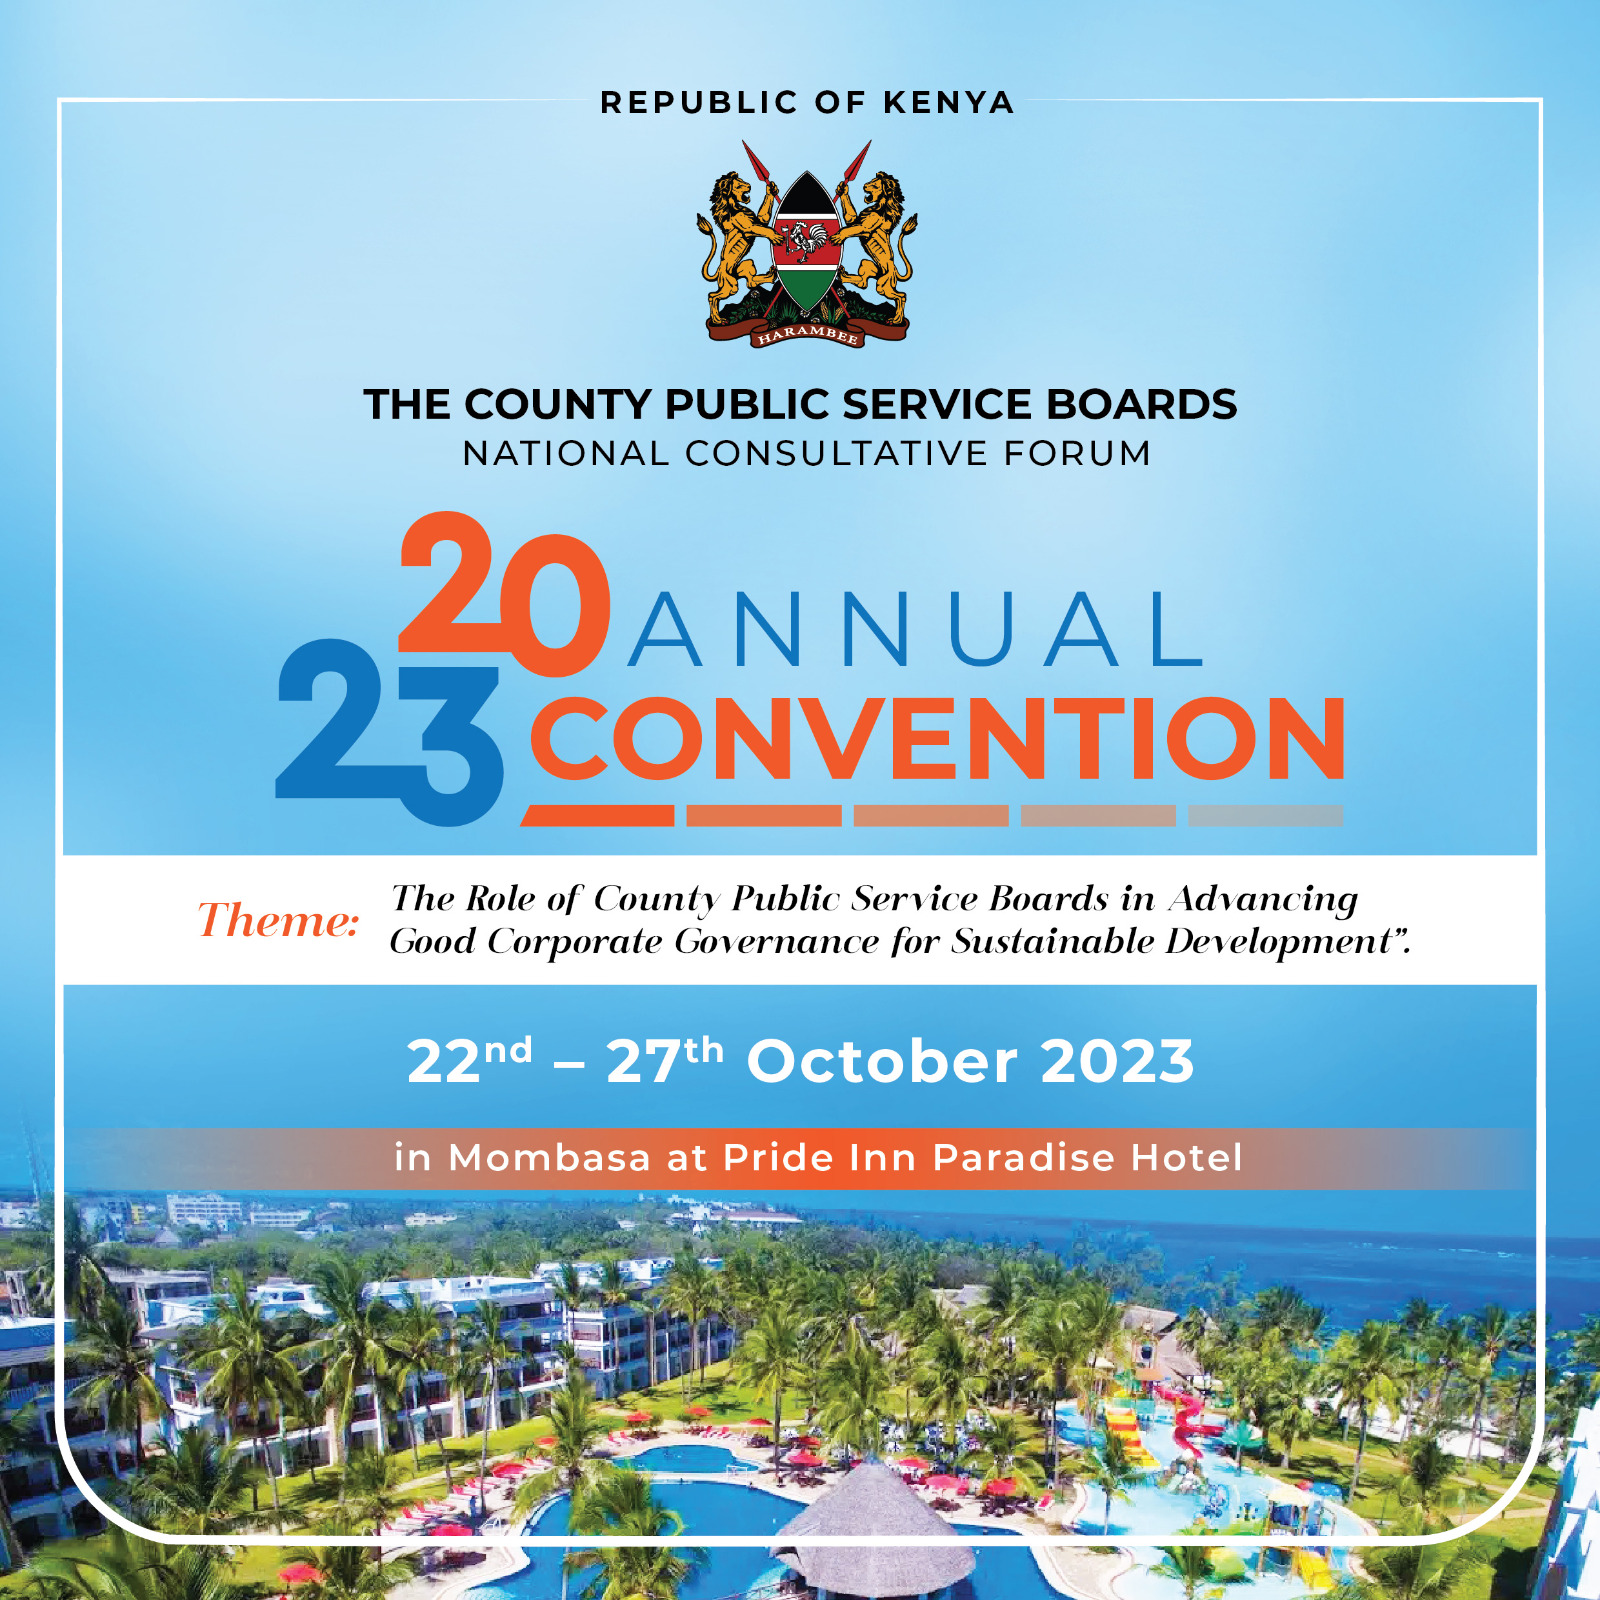 REPUBLIC OF KENYA
HARAMBEE
THE COUNTY PUBLIC SERVICE BOARDS
NATIONAL CONSULTATIVE FORUM
2023 ANNUAL
CONVENTION
Theme: The Role of County Public Service Boards in Advancing
Good Corporate Governance for Sustainable Development”.
22nd – 27th October 2023
in Mombasa at Pride Inn Paradise Hotel